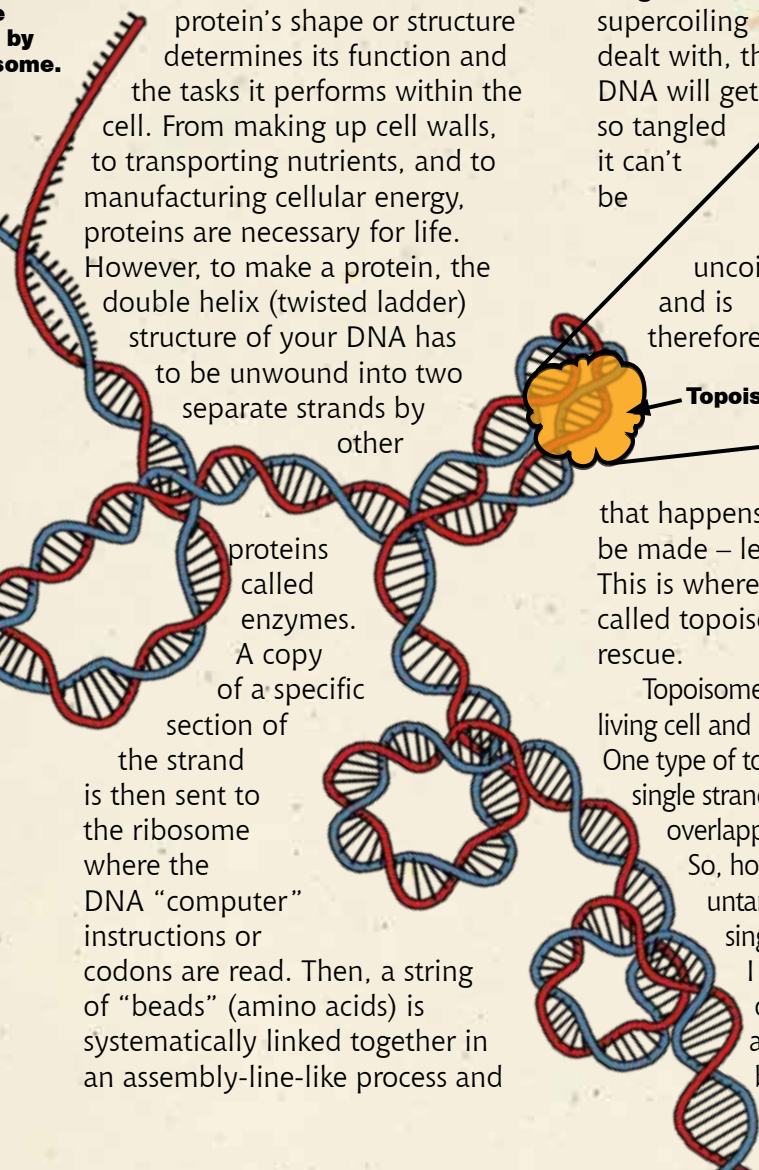 by
some.
protein’s shape or structure
determines its function and
the tasks it performs within the
cell. From making up cell walls,
to transporting nutrients, and to
manufacturing cellular energy,
proteins are necessary for life.
However, to make a protein, the
double helix (twisted ladder)
structure of your DNA has
to be unwound into two
separate strands by
other
proteins
called
enzymes.
A copy
of a specific
section of
the strand
is then sent to
the ribosome
where the
DNA “computer”
instructions or
codons are read. Then, a string
of “beads” (amino acids) is
systematically linked together in
an assembly-line-like process and
supercoiling
dealt with, th
DNA will get
so tangled
it can’t
be
uncoi
and is
therefore
Topois
that happens
be made – le
This is where
called topoiso
rescue.
Topoisome
living cell and
One type of to
single stran
overlapp
So, ho
unta
sing
I